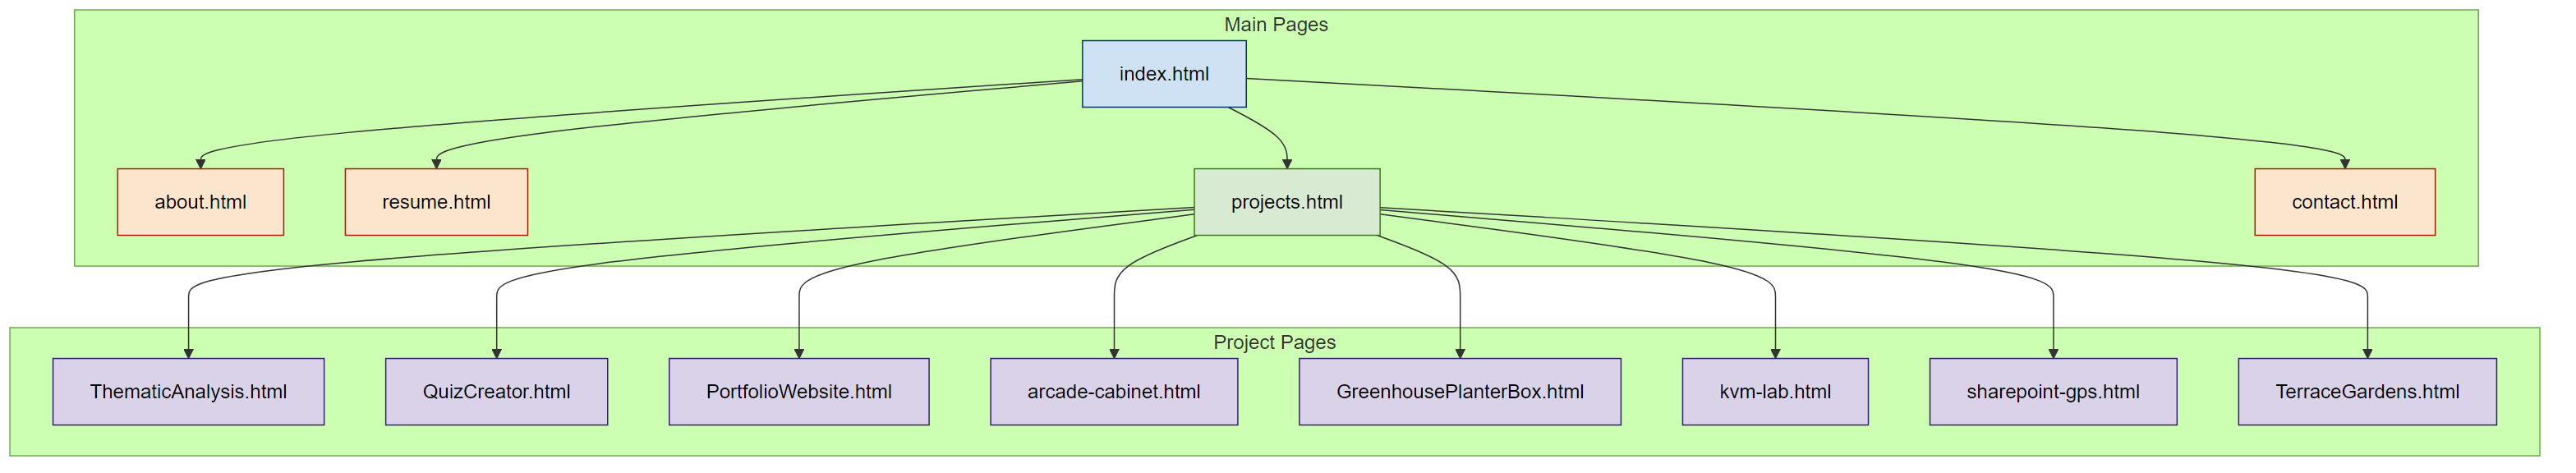 Main Pages
index.html
about.html
resume.html
projects.html
contact.html
Project Pages
ThematicAnalysis.html
QuizCreator.html
PortfolioWebsite.html
arcade-cabinet.html
GreenhousePlanterBox.html
kvm-lab.html
sharepoint-gps.html
TerraceGardens.html